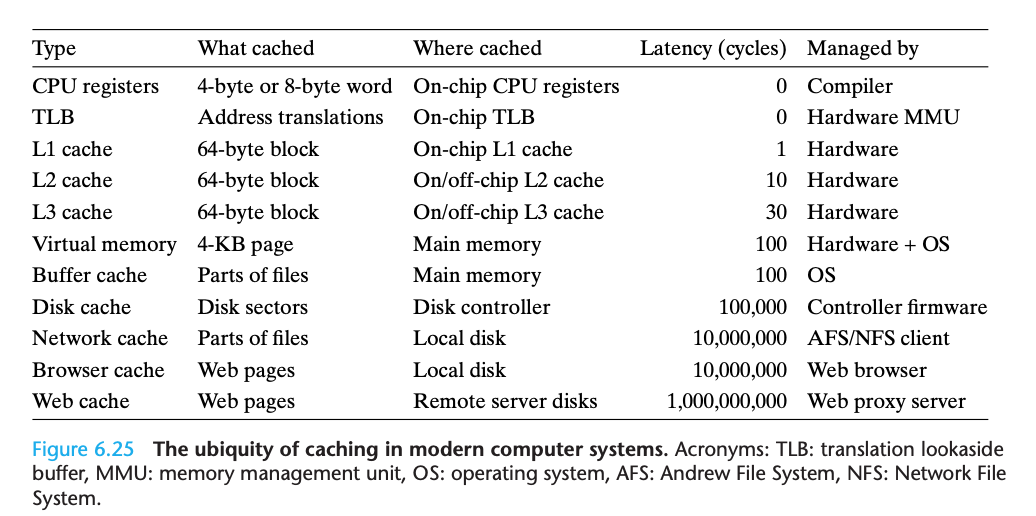 Type What cached Where cached Latency (cycles) Managed by
CPU registers 4-byte or 8-byte word On-chip CPU registers 0 Compiler
TLB Address translations On-chip TLB 0 Hardware MMU
L1 cache 64-byte block On-chip L1 cache 1 Hardware
L2 cache 64-byte block On/off-chip L2 cache 10 Hardware
L3 cache 64-byte block On/off-chip L3 cache 30 Hardware
Virtual memory 4-KB page Main memory 100 Hardware + OS
Buffer cache Parts of files Main memory 100 OS
Disk cache Disk sectors Disk controller 100,000 Controller firmware
Network cache Parts of files Local disk 10,000,000 AFS/NFS client
Browser cache Web pages Local disk 10,000,000 Web browser
Web cache Web pages Remote server disks 1,000,000,000 Web proxy server
Figure 6.25 The ubiquity of caching in modern computer systems. Acronyms: TLB: translation lookaside
buffer, MMU: memory management unit, OS: operating system, AFS: Andrew File System, NFS: Network File
System.